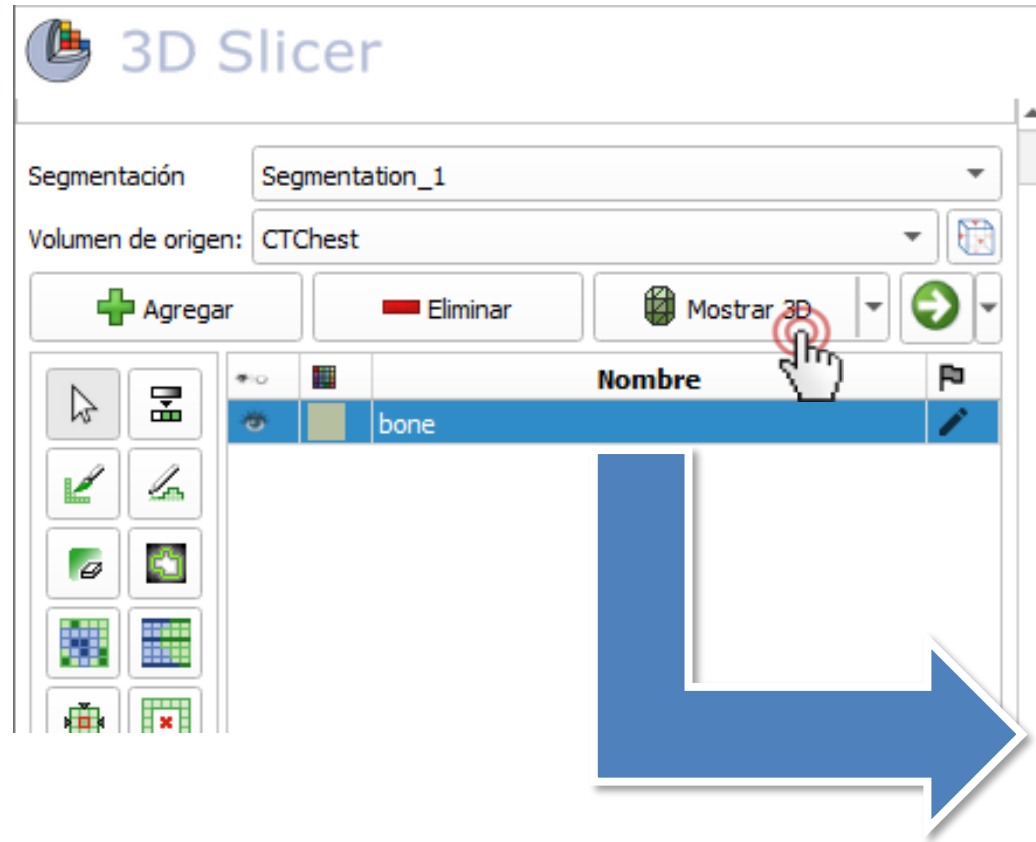 3D Slicer
Segmentación Segmentation_1
Volumen de origen: CTChest
Agregar Eliminar Mostrar 3D
Nombre
bone